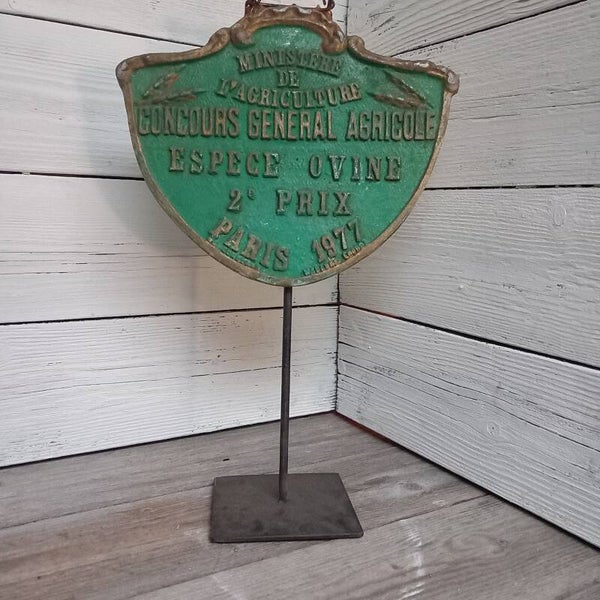 MINISTERE
DE
L'AGRICULTURE
CONCOURS GENERAL AGRICOLE
ESPECE OVINE
2e PRIX
PARIS 1977